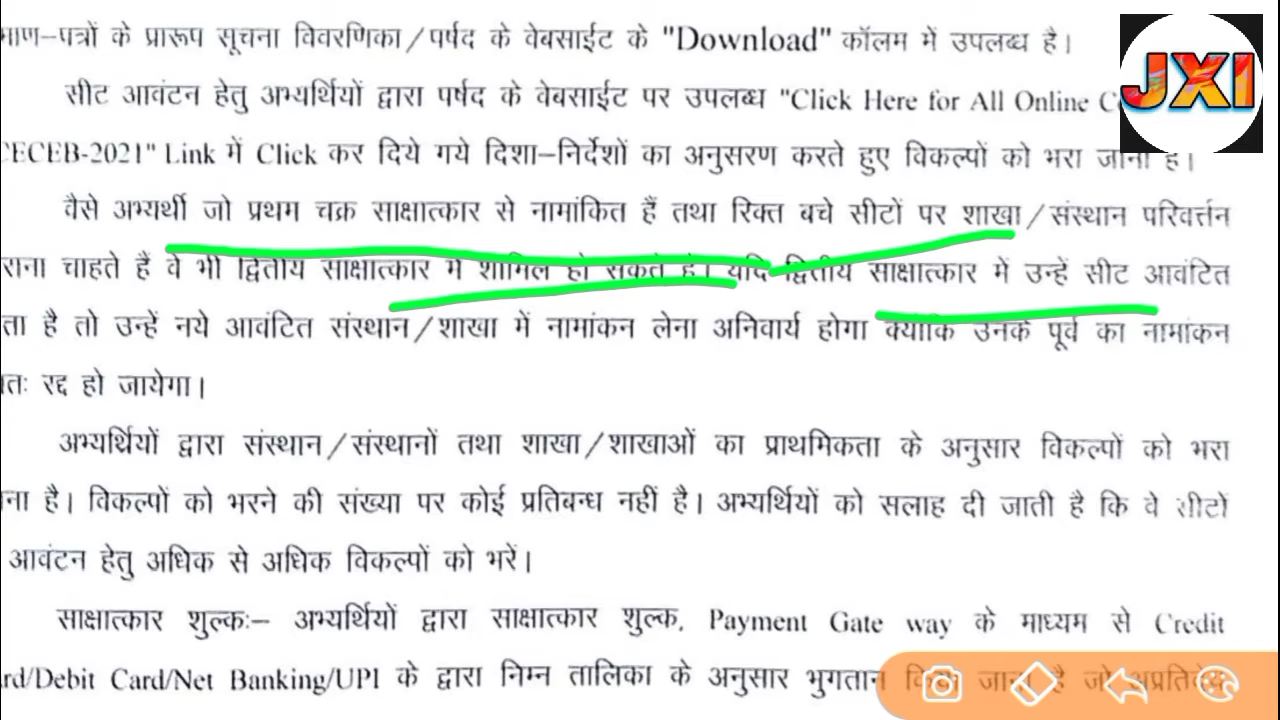 माण–पत्रों के प्रारूप सूचना विवरणिका/पर्षद के वेबसाईट के "Download" कॉलम में उपलब्ध है।
JXI
सीट आवंटन हेतु अभ्यर्थियों द्वारा पर्षद के वेबसाईट पर उपलब्ध "Click Here for All Online
CECEB-2021" Link में Click कर दिये गये दिशा–निर्देशों का अनुसरण करते हुए विकल्पों को भरा जाना है।
वैसे अभ्यर्थी जो प्रथम चक्र साक्षात्कार से नामांकित हैं तथा रिक्त बचे सीटों पर शाखा/संस्थान परिवर्त्तन
राना चाहते हैं वे भी द्वितीय साक्षात्कार में शामिल हो सकते हैं। यदि द्वितीय साक्षात्कार में उन्हें सीट आवंटित
ता है तो उन्हें नये आवंटित संस्थान/शाखा में नामांकन लेना अनिवार्य होगा क्योंकि उनके पूर्व का नामांकन
तः रद्द हो जायेगा।
अभ्यर्थियों द्वारा संस्थान/संस्थानों तथा शाखा/शाखाओं का प्राथमिकता के अनुसार विकल्पों को भरा
ना है। विकल्पों को भरने की संख्या पर कोई प्रतिबन्ध नहीं है। अभ्यर्थियों को सलाह दी जाती है कि वे सीटों
आवंटन हेतु अधिक से अधिक विकल्पों को भरें।
साक्षात्कार शुल्कः– अभ्यर्थियों द्वारा साक्षात्कार शुल्क, Payment Gate way के माध्यम से Credit
rd/Debit Card/Net Banking/UPI के द्वारा निम्न तालिका के अनुसार भुगतान किया जाना है जो अप्रतिदेय